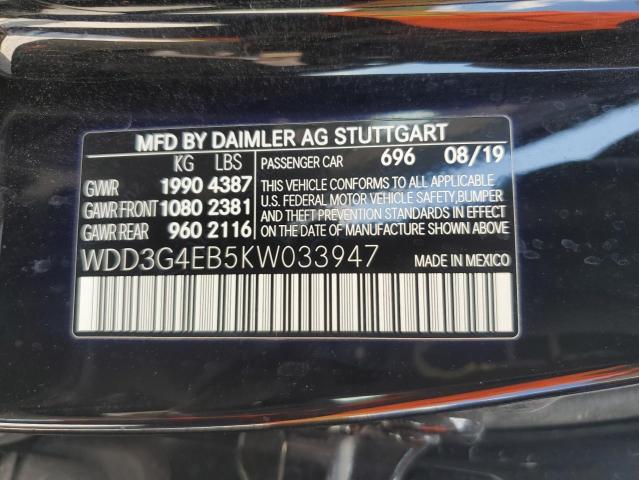 MFD BY DAIMLER AG STUTTGART
KG LBS
GVWR 1990 4387
GAWR FRONT 1080 2381
GAWR REAR 960 2116
PASSENGER CAR 696 08/19
THIS VEHICLE CONFORMS TO ALL APPLICABLE
U.S. FEDERAL MOTOR VEHICLE SAFETY, BUMPER
AND THEFT PREVENTION STANDARDS IN EFFECT
ON THE DATE OF MANUFACTURE SHOWN ABOVE.
WDD3G4EB5KW033947
MADE IN MEXICO